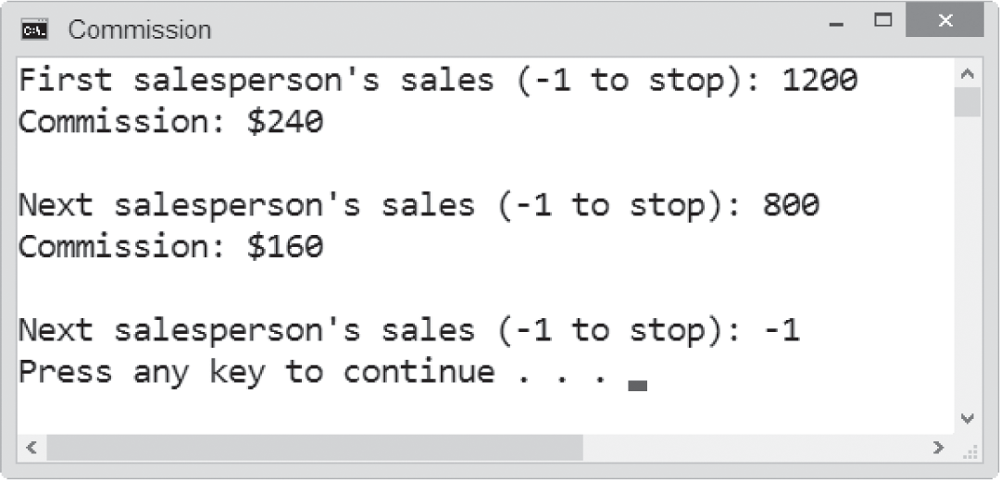 Commission
First salesperson's sales (-1 to stop): 1200
Commission: $240
Next salesperson's sales (-1 to stop): 800
Commission: $160
Next salesperson's sales (-1 to stop): -1
Press any key to continue . . .